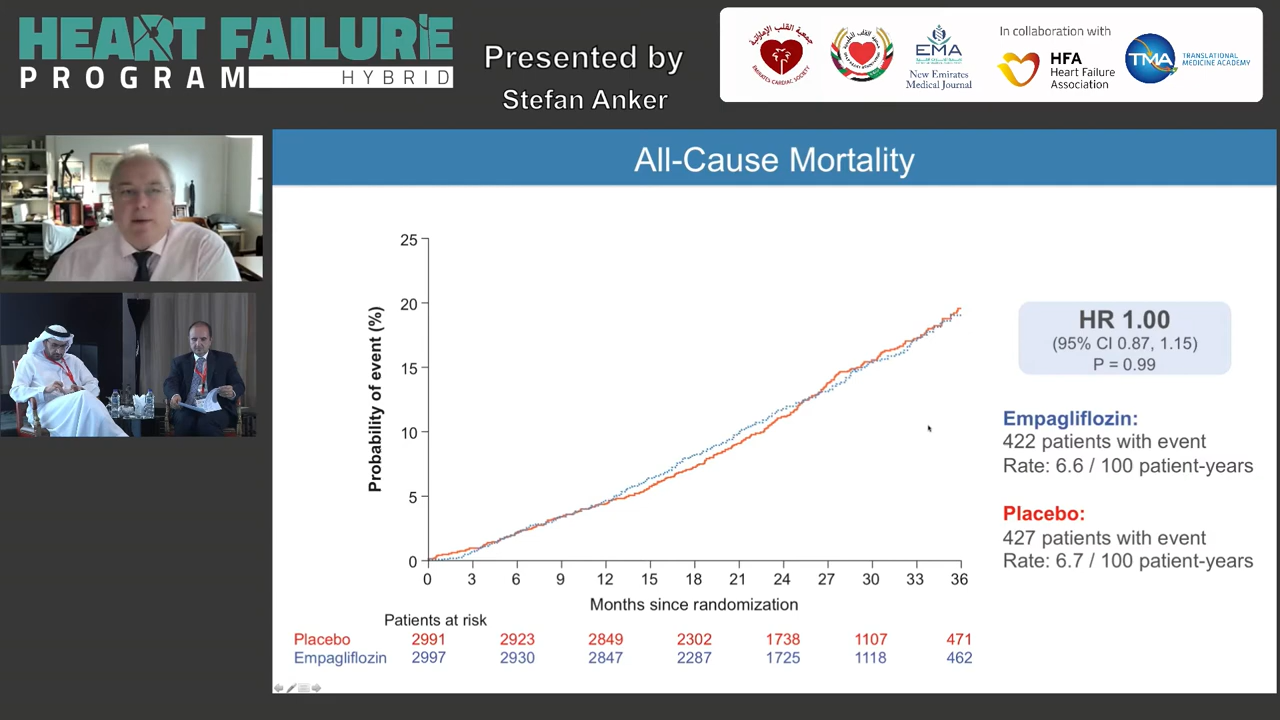 HEART FAILURE
PROGRAM HYBRID
Presented by
Stefan Anker
EMIRATES CARDIAC SOCIETY
EMA
New Emirates
Medical Journal
In collaboration with
HFA
Heart Failure
Association
TMA
TRANSLATIONAL
MEDICINE ACADEMY
All-Cause Mortality
Probability of event (%)
25
20
15
10
5
0
0 3 6 9 12 15 18 21 24 27 30 33 36
Months since randomization
Patients at risk
Placebo 2991 2923 2849 2302 1738 1107 471
Empagliflozin 2997 2930 2847 2287 1725 1118 462
HR 1.00
(95% CI 0.87, 1.15)
P = 0.99
Empagliflozin:
422 patients with event
Rate: 6.6 / 100 patient-years
Placebo:
427 patients with event
Rate: 6.7 / 100 patient-years